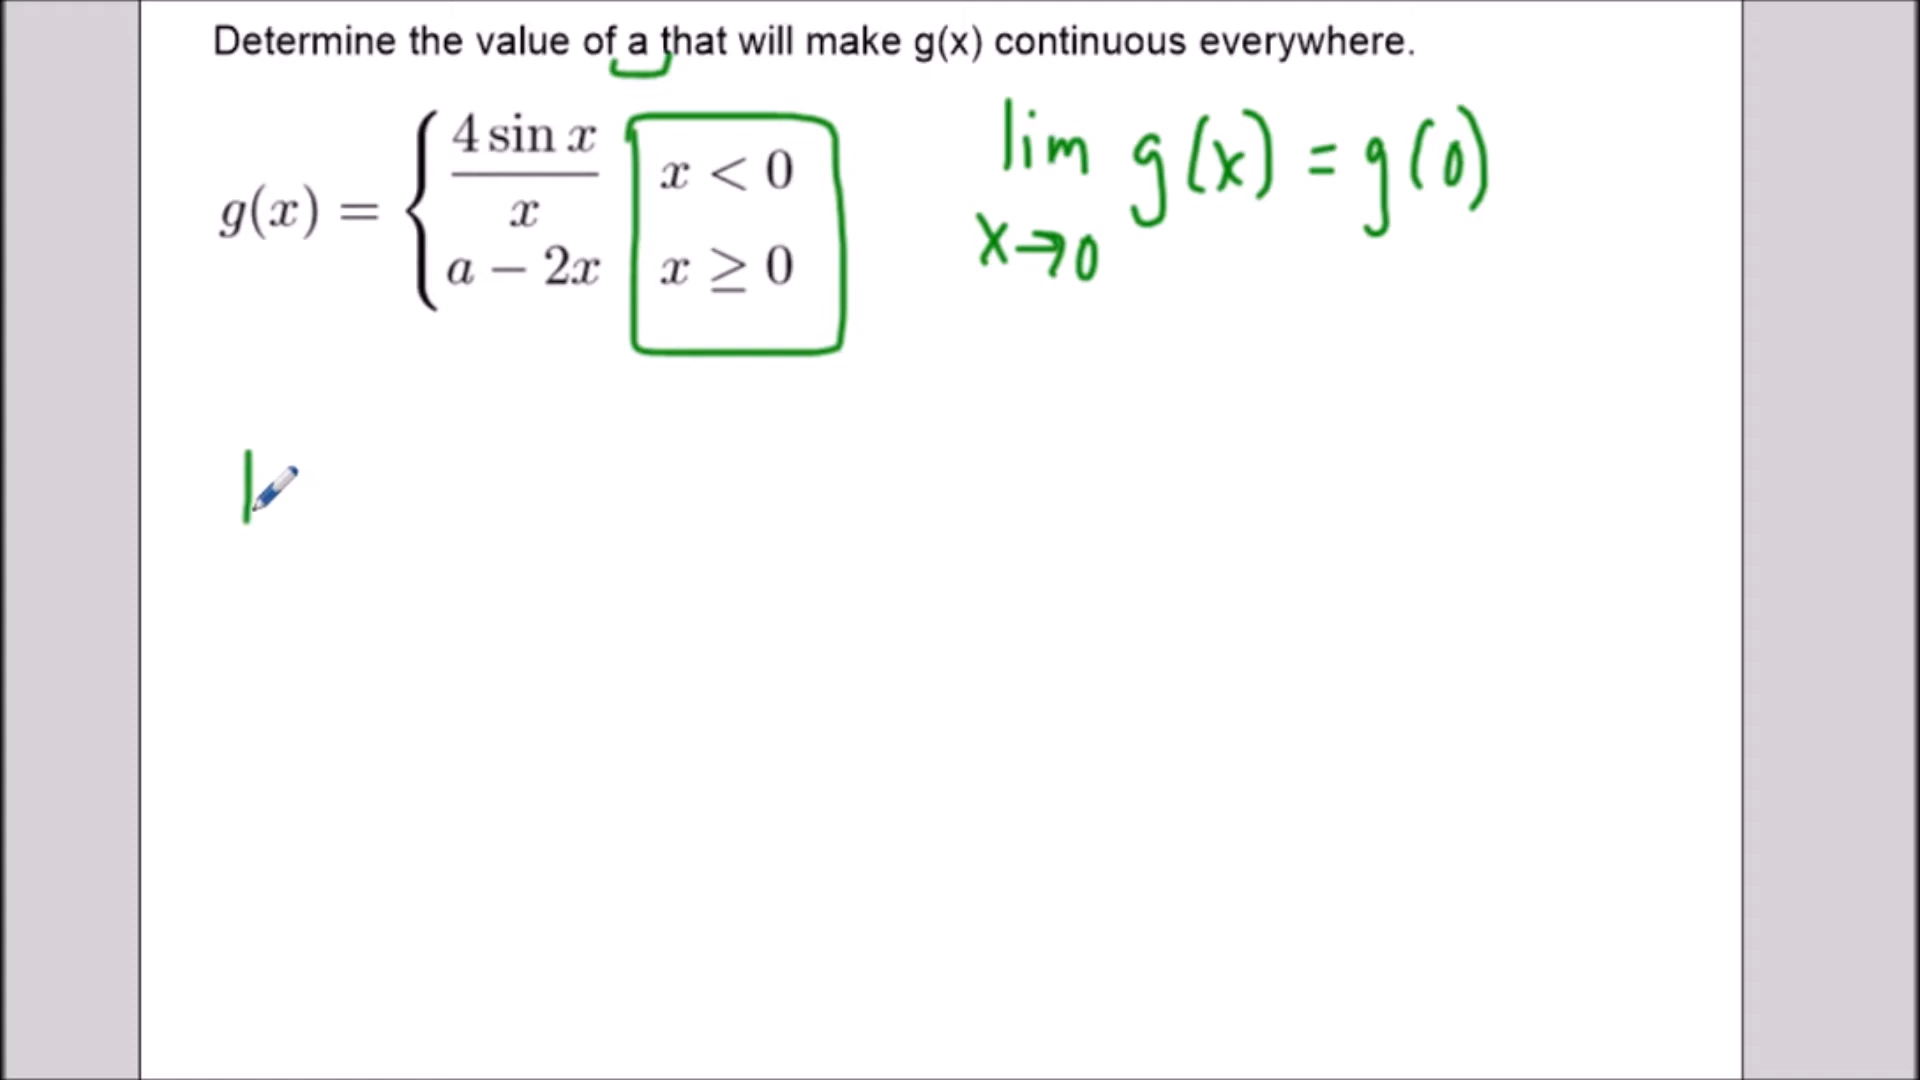 Determine the value of a that will make g(x) continuous everywhere.
g(x) = { 4 sin x / x   x < 0
a − 2x   x ≥ 0
lim g(x) = g(0)
x→0